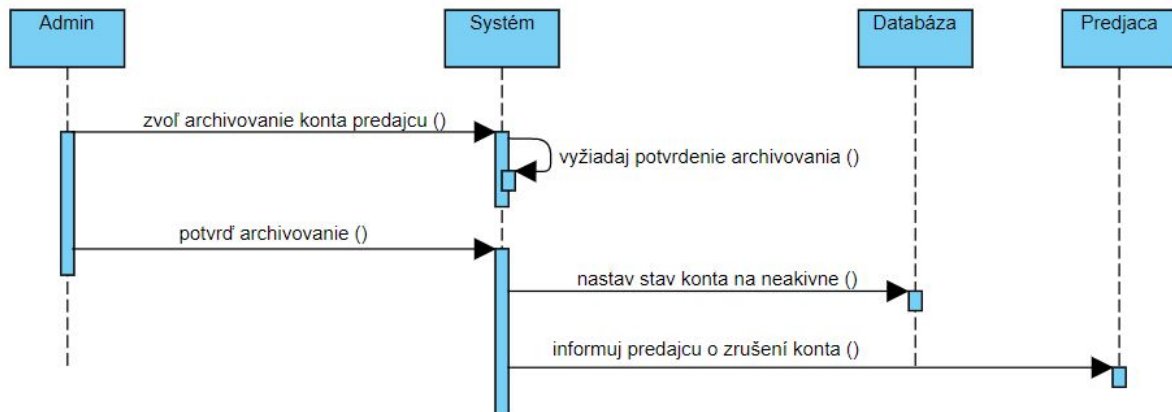 Admin
Systém
Databáza
Predjaca
zvoľ archivovanie konta predajcu ()
vyžiadaj potvrdenie archivovania ()
potvrď archivovanie ()
nastav stav konta na neakivne ()
informuj predajcu o zrušení konta ()